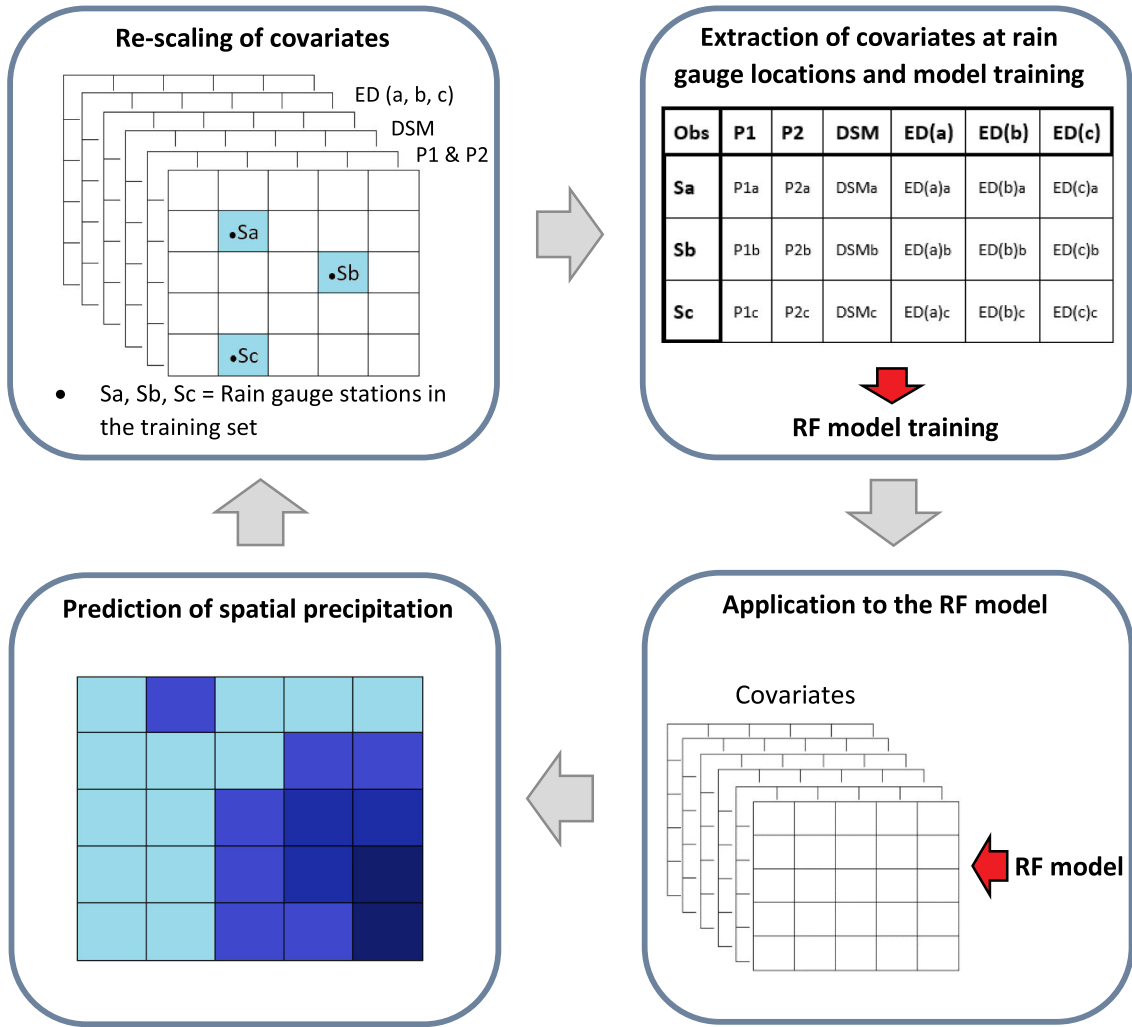 Re-scaling of covariates
ED (a, b, c)
DSM
P1 & P2
Sa
Sb
Sc
• Sa, Sb, Sc = Rain gauge stations in
the training set
Extraction of covariates at rain
gauge locations and model training
Obs P1 P2 DSM ED(a) ED(b) ED(c)
Sa P1a P2a DSMa ED(a)a ED(b)a ED(c)a
Sb P1b P2b DSMb ED(a)b ED(b)b ED(c)b
Sc P1c P2c DSMc ED(a)c ED(b)c ED(c)c
RF model training
Application to the RF model
Covariates
RF model
Prediction of spatial precipitation